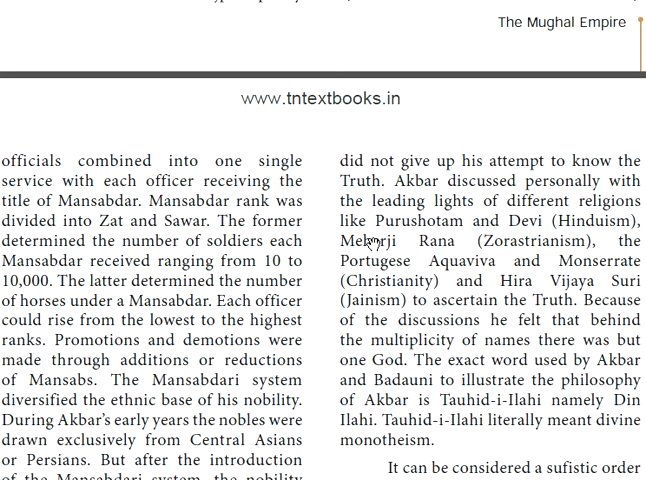 The Mughal Empire
www.tntextbooks.in
officials combined into one single
service with each officer receiving the
title of Mansabdar. Mansabdar rank was
divided into Zat and Sawar. The former
determined the number of soldiers each
Mansabdar received ranging from 10 to
10,000. The latter determined the number
of horses under a Mansabdar. Each officer
could rise from the lowest to the highest
ranks. Promotions and demotions were
made through additions or reductions
of Mansabs. The Mansabdari system
diversified the ethnic base of his nobility.
During Akbar’s early years the nobles were
drawn exclusively from Central Asians
or Persians. But after the introduction
of the Mansabdari system, the nobility
did not give up his attempt to know the
Truth. Akbar discussed personally with
the leading lights of different religions
like Purushotam and Devi (Hinduism),
Meherji Rana (Zorastrianism), the
Portugese Aquaviva and Monserrate
(Christianity) and Hira Vijaya Suri
(Jainism) to ascertain the Truth. Because
of the discussions he felt that behind
the multiplicity of names there was but
one God. The exact word used by Akbar
and Badauni to illustrate the philosophy
of Akbar is Tauhid-i-Ilahi namely Din
Ilahi. Tauhid-i-Ilahi literally meant divine
monotheism.
It can be considered a sufistic order